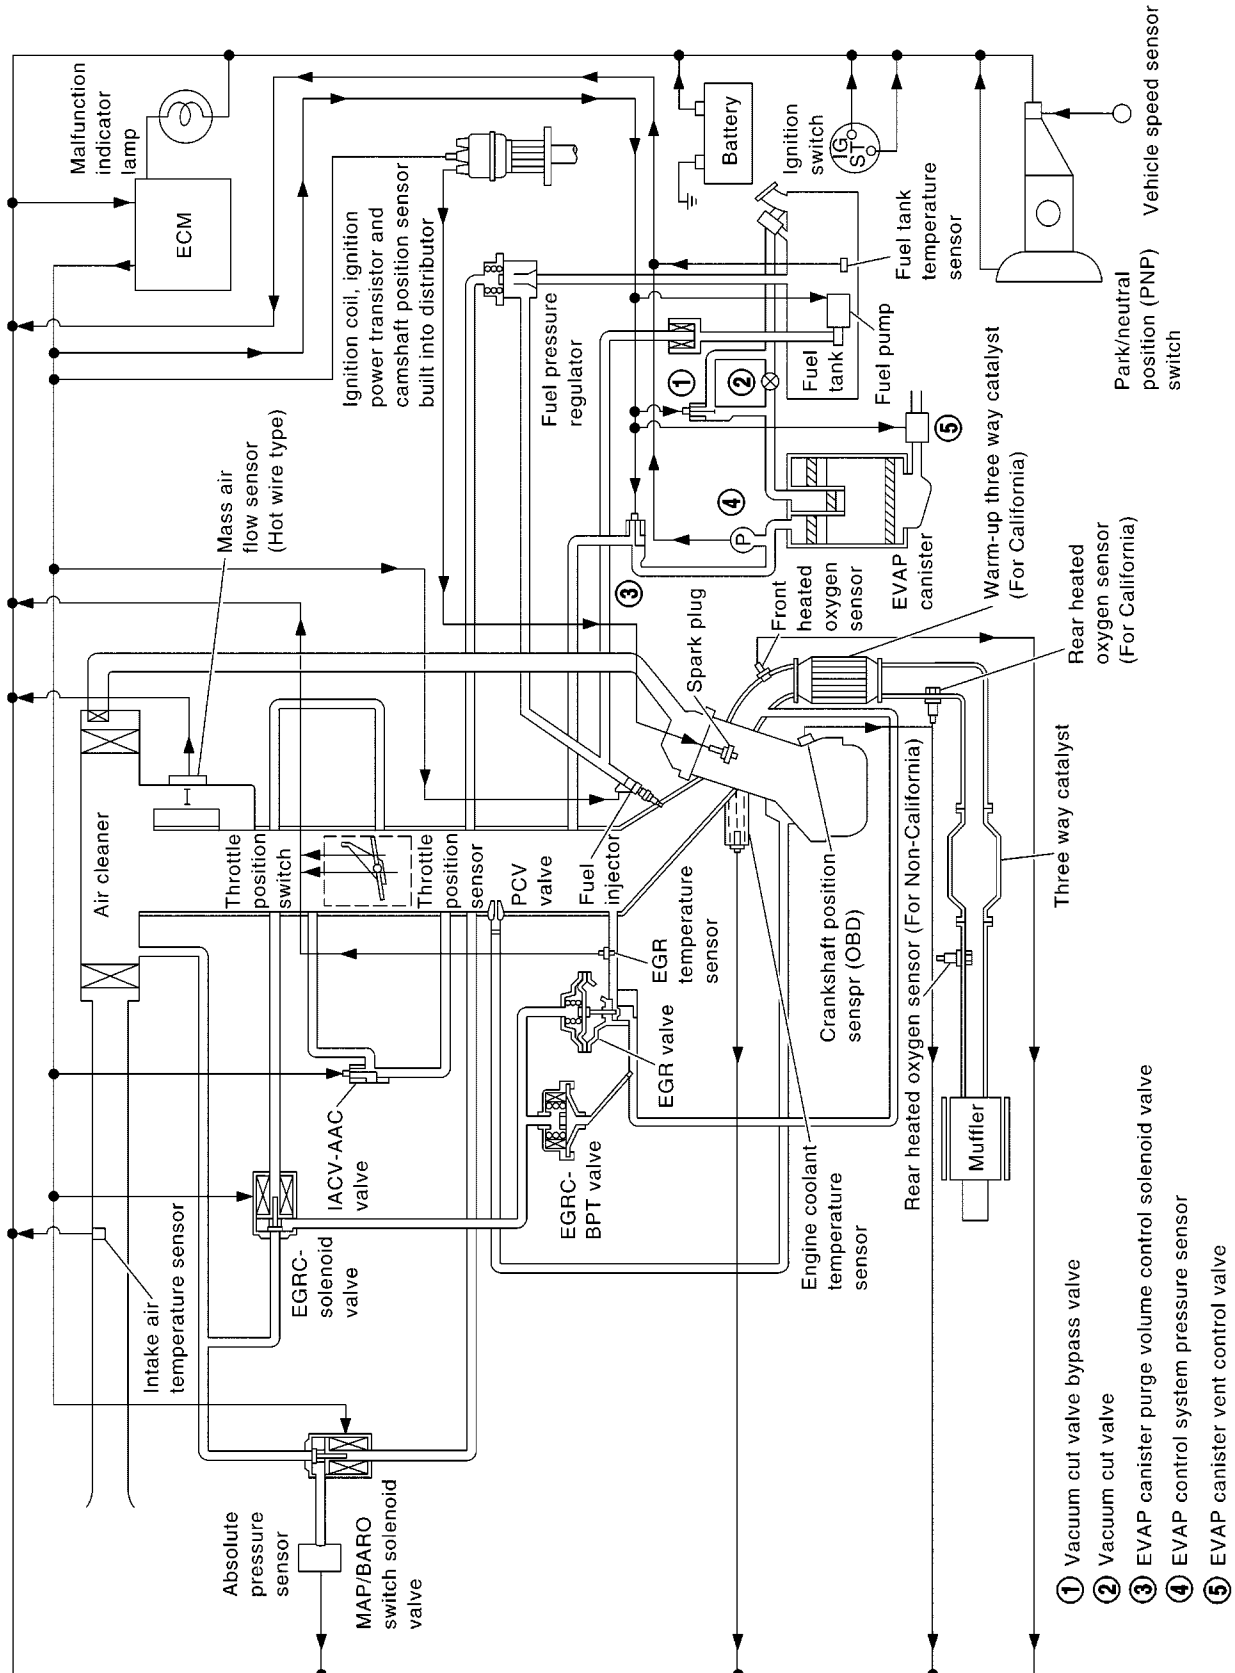 Malfunction
indicator
lamp
ECM
Ignition coil, ignition
power transistor and
camshaft position sensor
built into distributor
Battery
Ignition
switch
IG
ST
Vehicle speed sensor
Park/neutral
position (PNP)
switch
Fuel tank
temperature
sensor
Fuel pump
Fuel
tank
Fuel pressure
regulator
1
2
3
4
5
P
Mass air
flow sensor
(Hot wire type)
EVAP
canister
Front
heated
oxygen
sensor
Warm-up three way catalyst
(For California)
Rear heated
oxygen sensor
(For California)
Spark plug
Air cleaner
Throttle
position
switch
Throttle
position
sensor
PCV
valve
Fuel
injector
EGR
temperature
sensor
Crankshaft position
senspr (OBD)
Rear heated oxygen sensor (For Non-California)
Three way catalyst
EGR valve
IACV-AAC
valve
EGRC-
BPT valve
Engine coolant
temperature
sensor
Muffler
EGRC-
solenoid
valve
Intake air
temperature sensor
Absolute
pressure
sensor
MAP/BARO
switch solenoid
valve
1 Vacuum cut valve bypass valve
2 Vacuum cut valve
3 EVAP canister purge volume control solenoid valve
4 EVAP control system pressure sensor
5 EVAP canister vent control valve